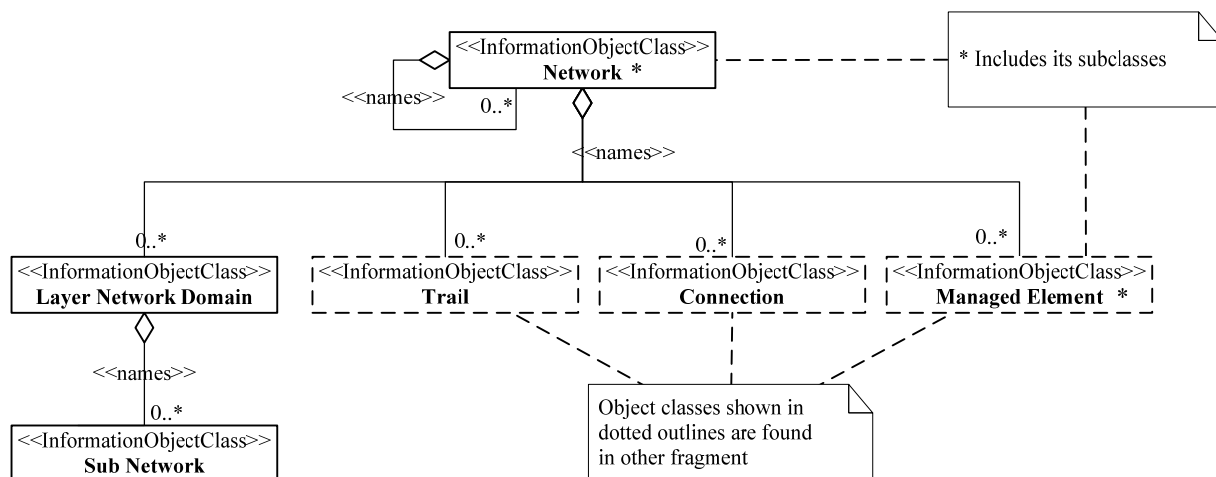 <<InformationObjectClass>>
Network *
* Includes its subclasses
<<names>>
0..*
<<names>>
0..*
0..*
0..*
0..*
<<InformationObjectClass>>
Layer Network Domain
<<InformationObjectClass>>
Trail
<<InformationObjectClass>>
Connection
<<InformationObjectClass>>
Managed Element *
<<names>>
0..*
<<InformationObjectClass>>
Sub Network
Object classes shown in
dotted outlines are found
in other fragment